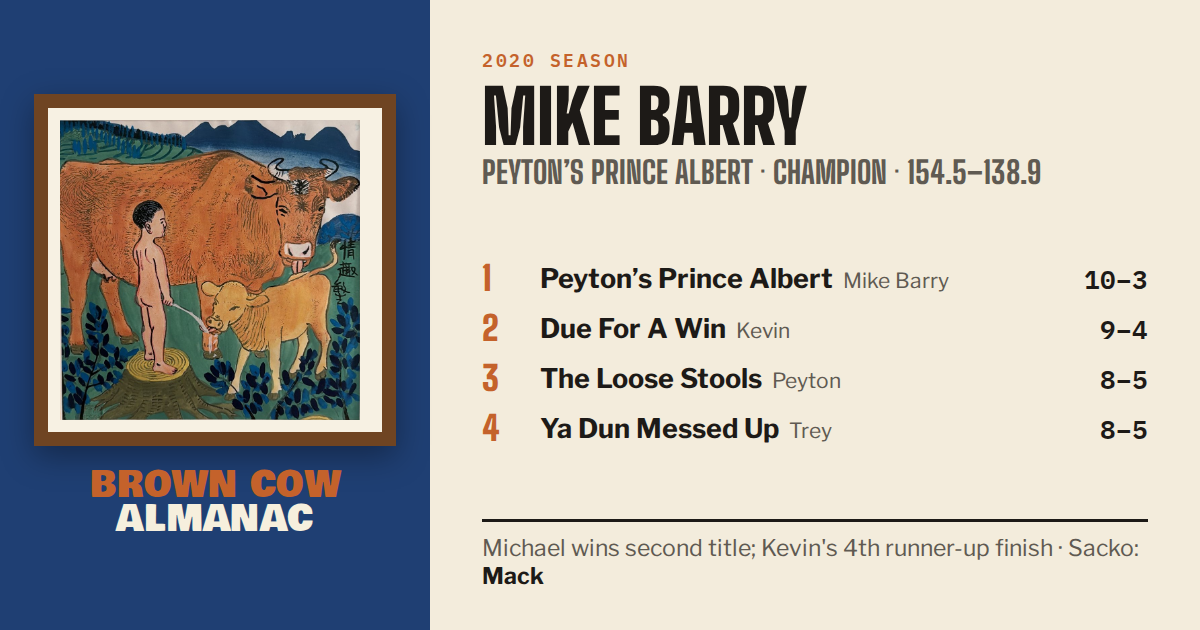 2020 SEASON
MIKE BARRY
PEYTON'S PRINCE ALBERT · CHAMPION · 154.5–138.9
1 Peyton's Prince Albert Mike Barry 10–3
2 Due For A Win Kevin 9–4
3 The Loose Stools Peyton 8–5
4 Ya Dun Messed Up Trey 8–5
Michael wins second title; Kevin's 4th runner-up finish · Sacko:
Mack
情
趣
BROWN COW
ALMANAC